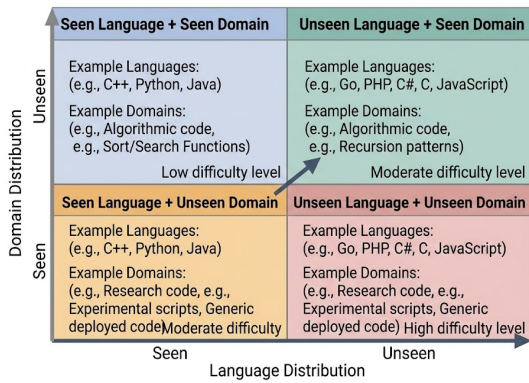 Seen Language + Seen Domain
Example Languages:
(e.g., C++, Python, Java)
Example Domains:
(e.g., Algorithmic code,
e.g., Sort/Search Functions)
Low difficulty level
Unseen Language + Seen Domain
Example Languages:
(e.g., Go, PHP, C#, C, JavaScript)
Example Domains:
(e.g., Algorithmic code,
e.g., Recursion patterns)
Moderate difficulty level
Seen Language + Unseen Domain
Example Languages:
(e.g., C++, Python, Java)
Example Domains:
(e.g., Research code, e.g.,
Experimental scripts, Generic
deployed code) Moderate difficulty
Unseen Language + Unseen Domain
Example Languages:
(e.g., Go, PHP, C#, C, JavaScript)
Example Domains:
(e.g., Research code, e.g.,
Experimental scripts, Generic
deployed code) High difficulty level
Domain Distribution
Unseen
Seen
Seen
Unseen
Language Distribution